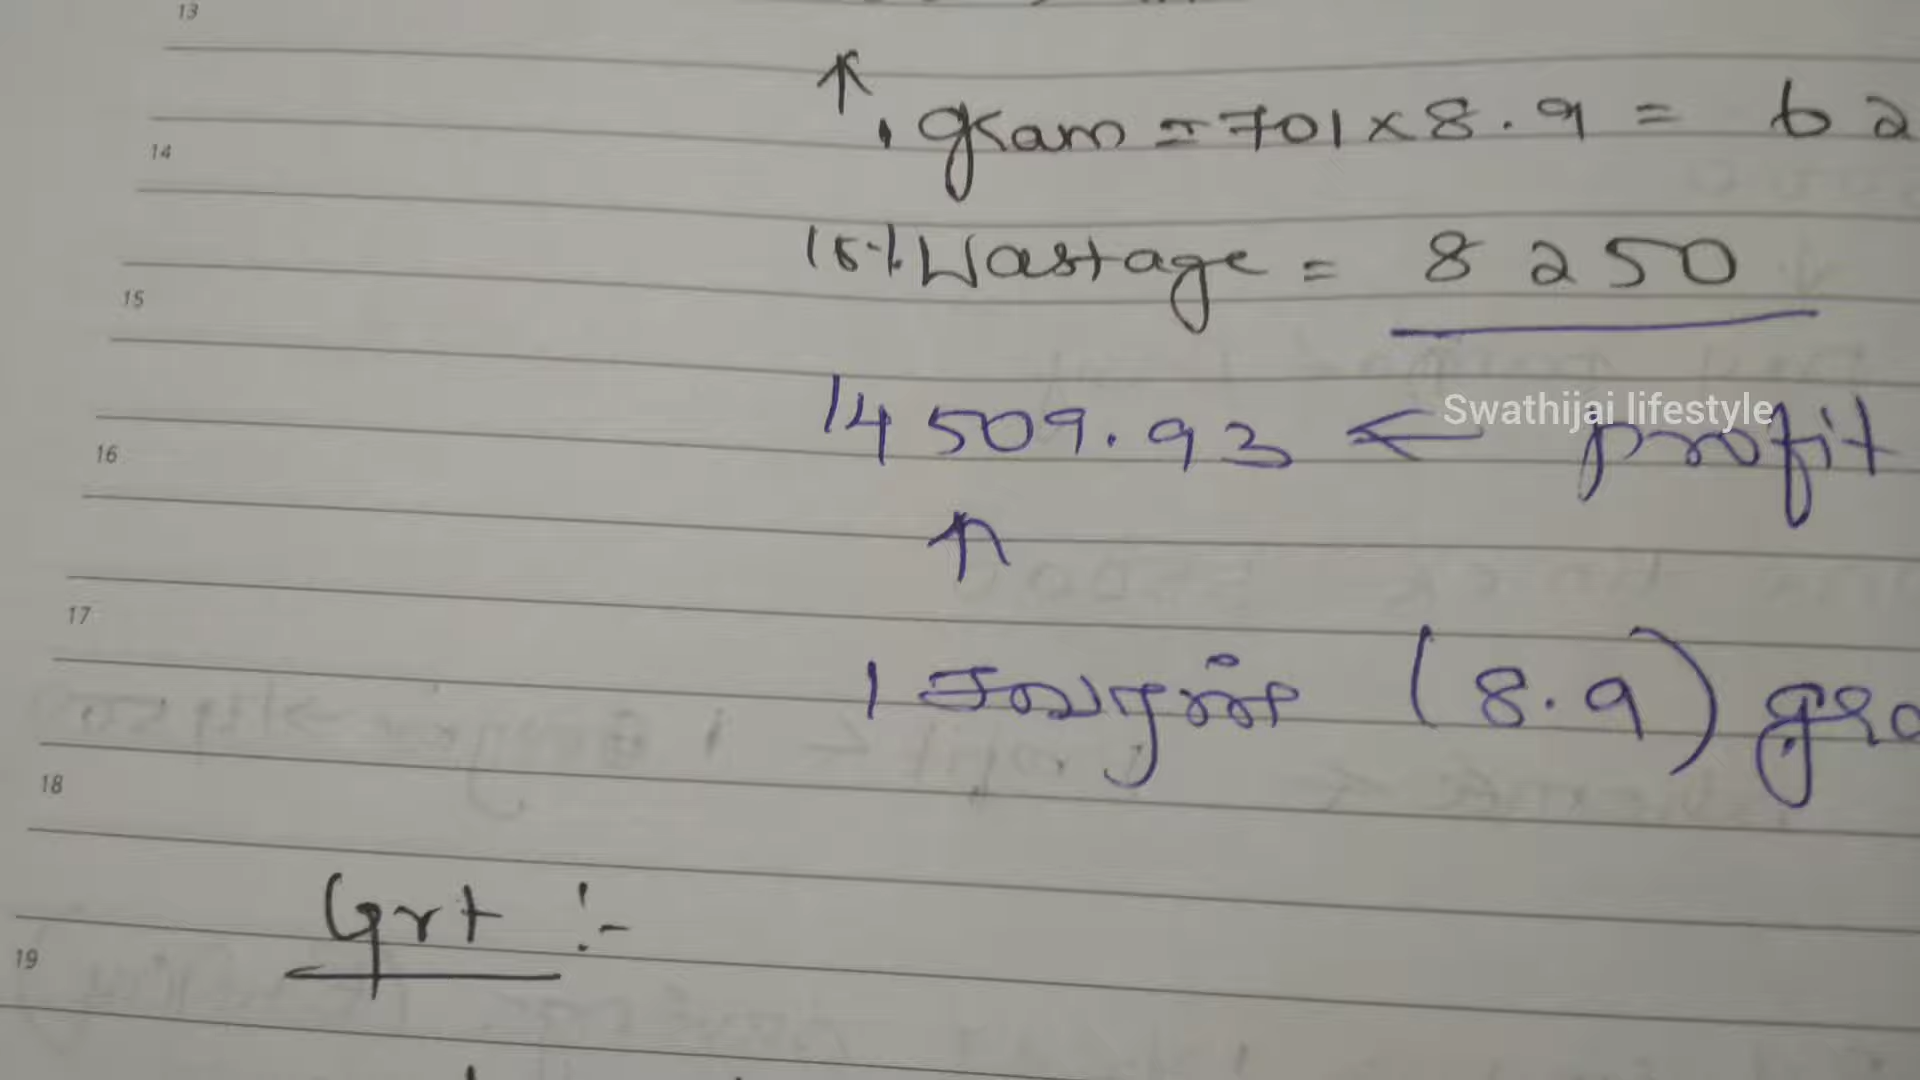 13
gram = 701 x 8.9 = 62
14
15% Wastage = 8250
15
Swathijai lifestyle
14509.93 ← profit
16
17
1 சவரன் (8.9) gra
18
Grt :-
19